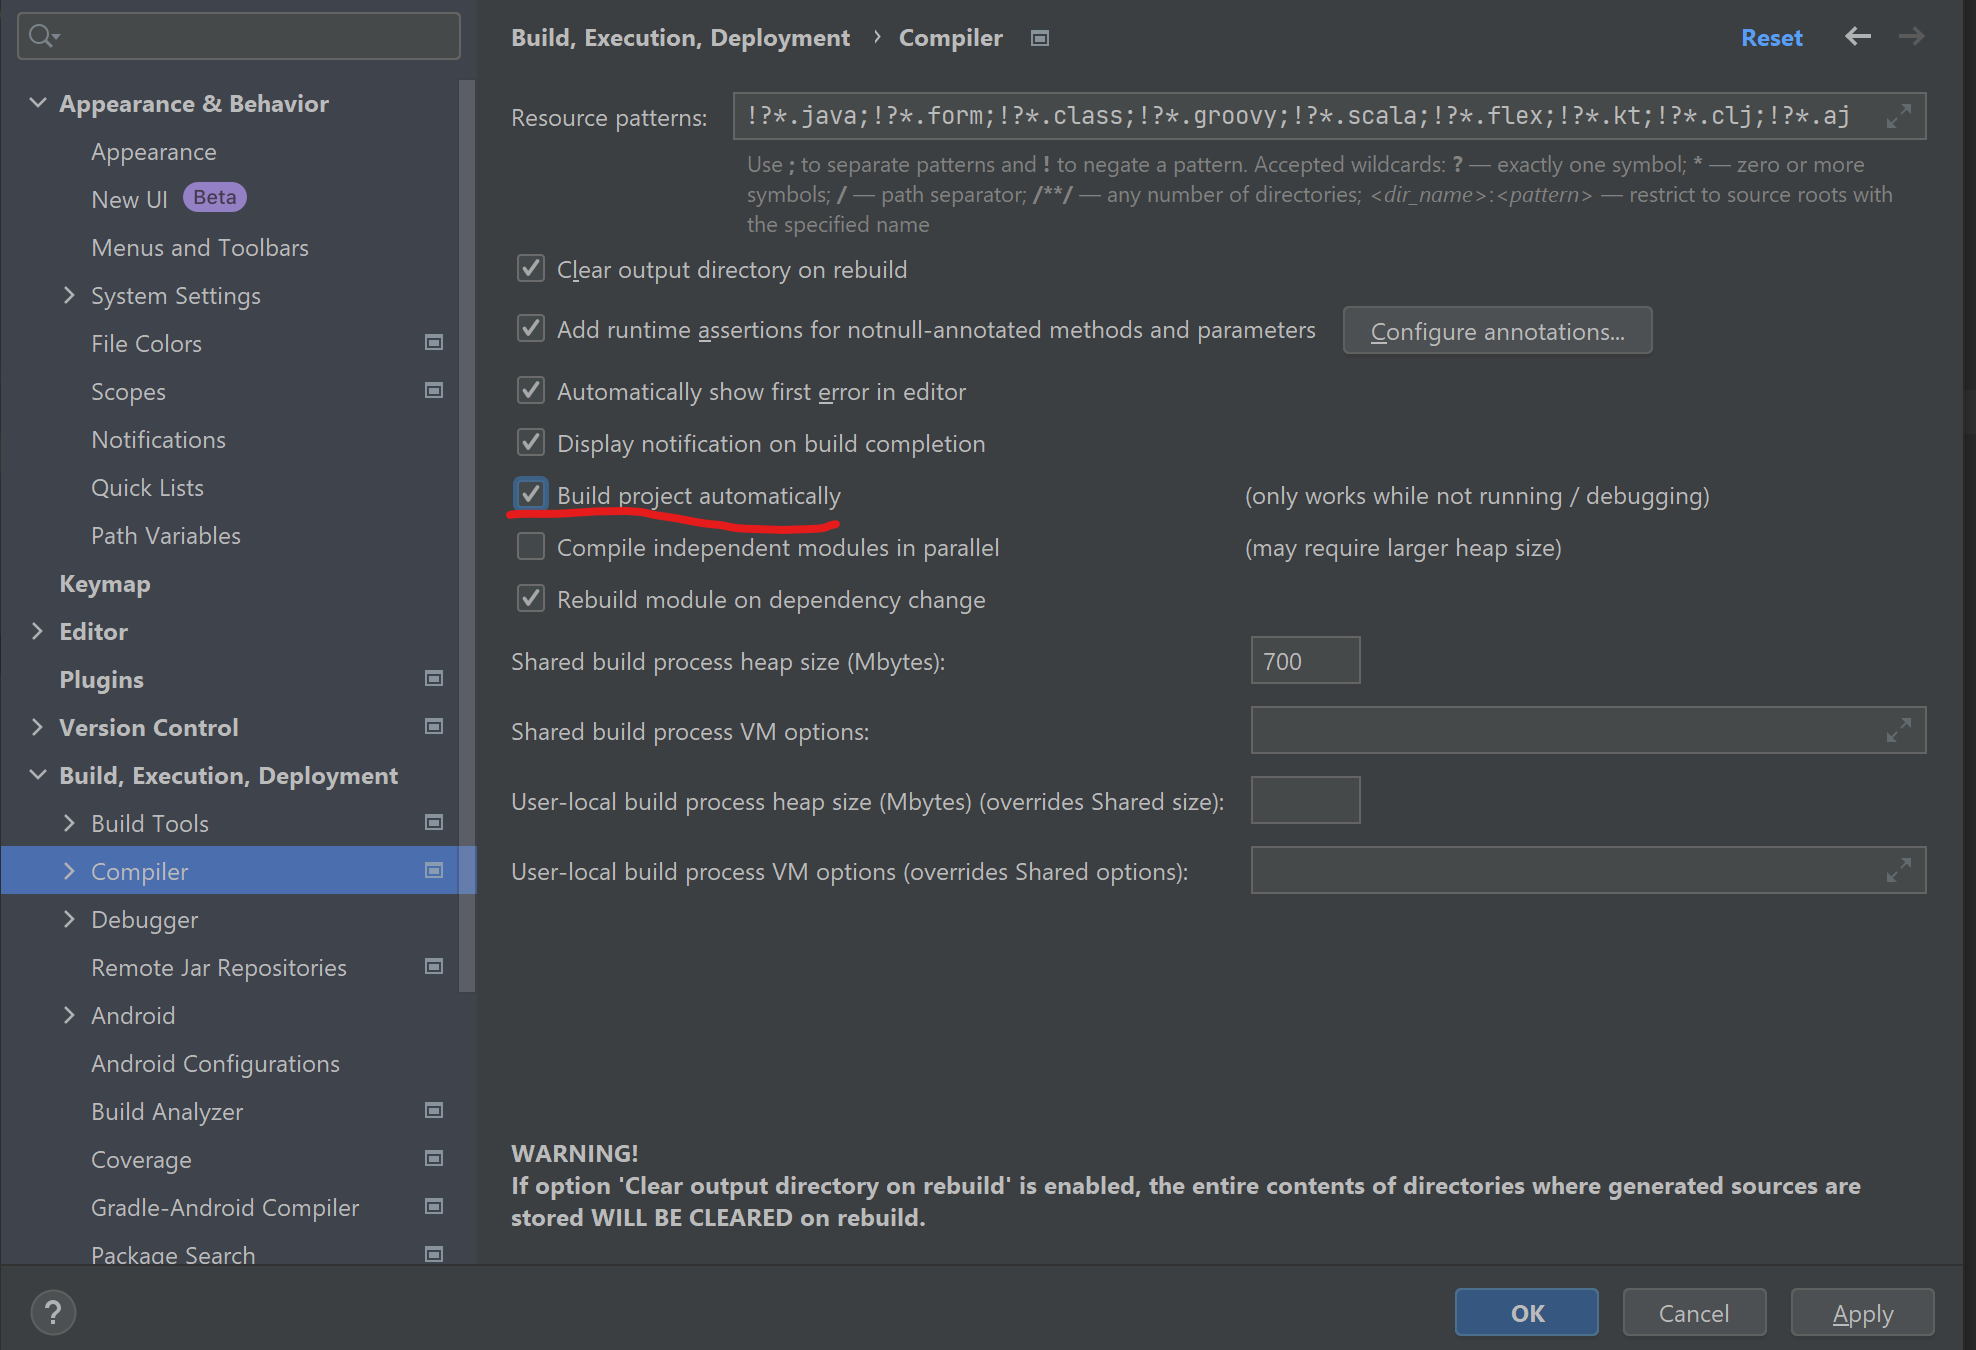 Appearance & Behavior
Appearance
New UI Beta
Menus and Toolbars
System Settings
File Colors
Scopes
Notifications
Quick Lists
Path Variables
Keymap
Editor
Plugins
Version Control
Build, Execution, Deployment
Build Tools
Compiler
Debugger
Remote Jar Repositories
Android
Android Configurations
Build Analyzer
Coverage
Gradle-Android Compiler
Package Search
Build, Execution, Deployment › Compiler
Reset
Resource patterns: !?*.java;!?*.form;!?*.class;!?*.groovy;!?*.scala;!?*.flex;!?*.kt;!?*.clj;!?*.aj
Use ; to separate patterns and ! to negate a pattern. Accepted wildcards: ? — exactly one symbol; * — zero or more
symbols; / — path separator; /**/ — any number of directories; <dir_name>:<pattern> — restrict to source roots with
the specified name
Clear output directory on rebuild
Add runtime assertions for notnull-annotated methods and parameters Configure annotations...
Automatically show first error in editor
Display notification on build completion
Build project automatically (only works while not running / debugging)
Compile independent modules in parallel (may require larger heap size)
Rebuild module on dependency change
Shared build process heap size (Mbytes): 700
Shared build process VM options:
User-local build process heap size (Mbytes) (overrides Shared size):
User-local build process VM options (overrides Shared options):
WARNING!
If option 'Clear output directory on rebuild' is enabled, the entire contents of directories where generated sources are
stored WILL BE CLEARED on rebuild.
? OK Cancel Apply